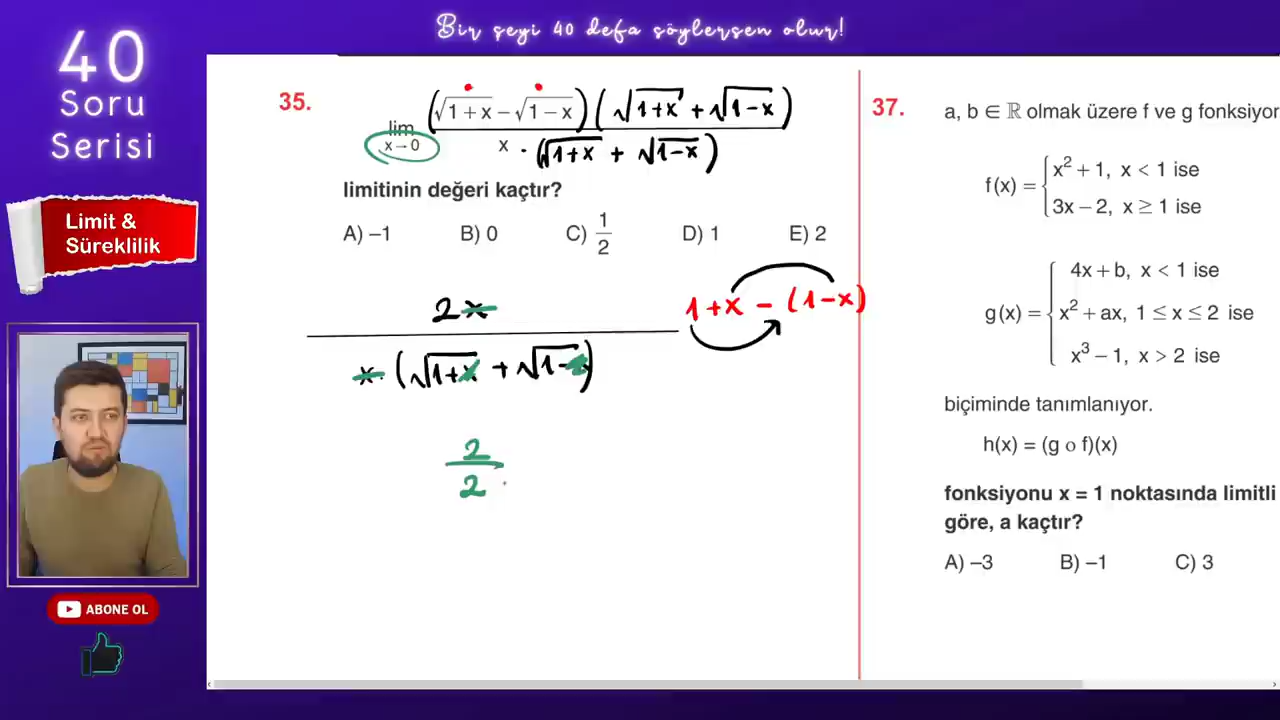 Bir şeyi 40 defa söylersen olur!
40
Soru
Serisi
Limit &
Süreklilik
ABONE OL
35.
(√1+x − √1−x) (√1+x + √1−x)
lim
x→0
x · (√1+x + √1−x)
limitinin değeri kaçtır?
A) –1 B) 0 C) 1/2 D) 1 E) 2
2x
x· (√1+x + √1−x)
1+x − (1−x)
2
2
37.
a, b ∈ ℝ olmak üzere f ve g fonksiyon
f(x) = { x² + 1, x < 1 ise
3x – 2, x ≥ 1 ise
4x + b, x < 1 ise
g(x) = { x² + ax, 1 ≤ x ≤ 2 ise
x³ – 1, x > 2 ise
biçiminde tanımlanıyor.
h(x) = (g o f)(x)
fonksiyonu x = 1 noktasında limitli
göre, a kaçtır?
A) –3 B) –1 C) 3